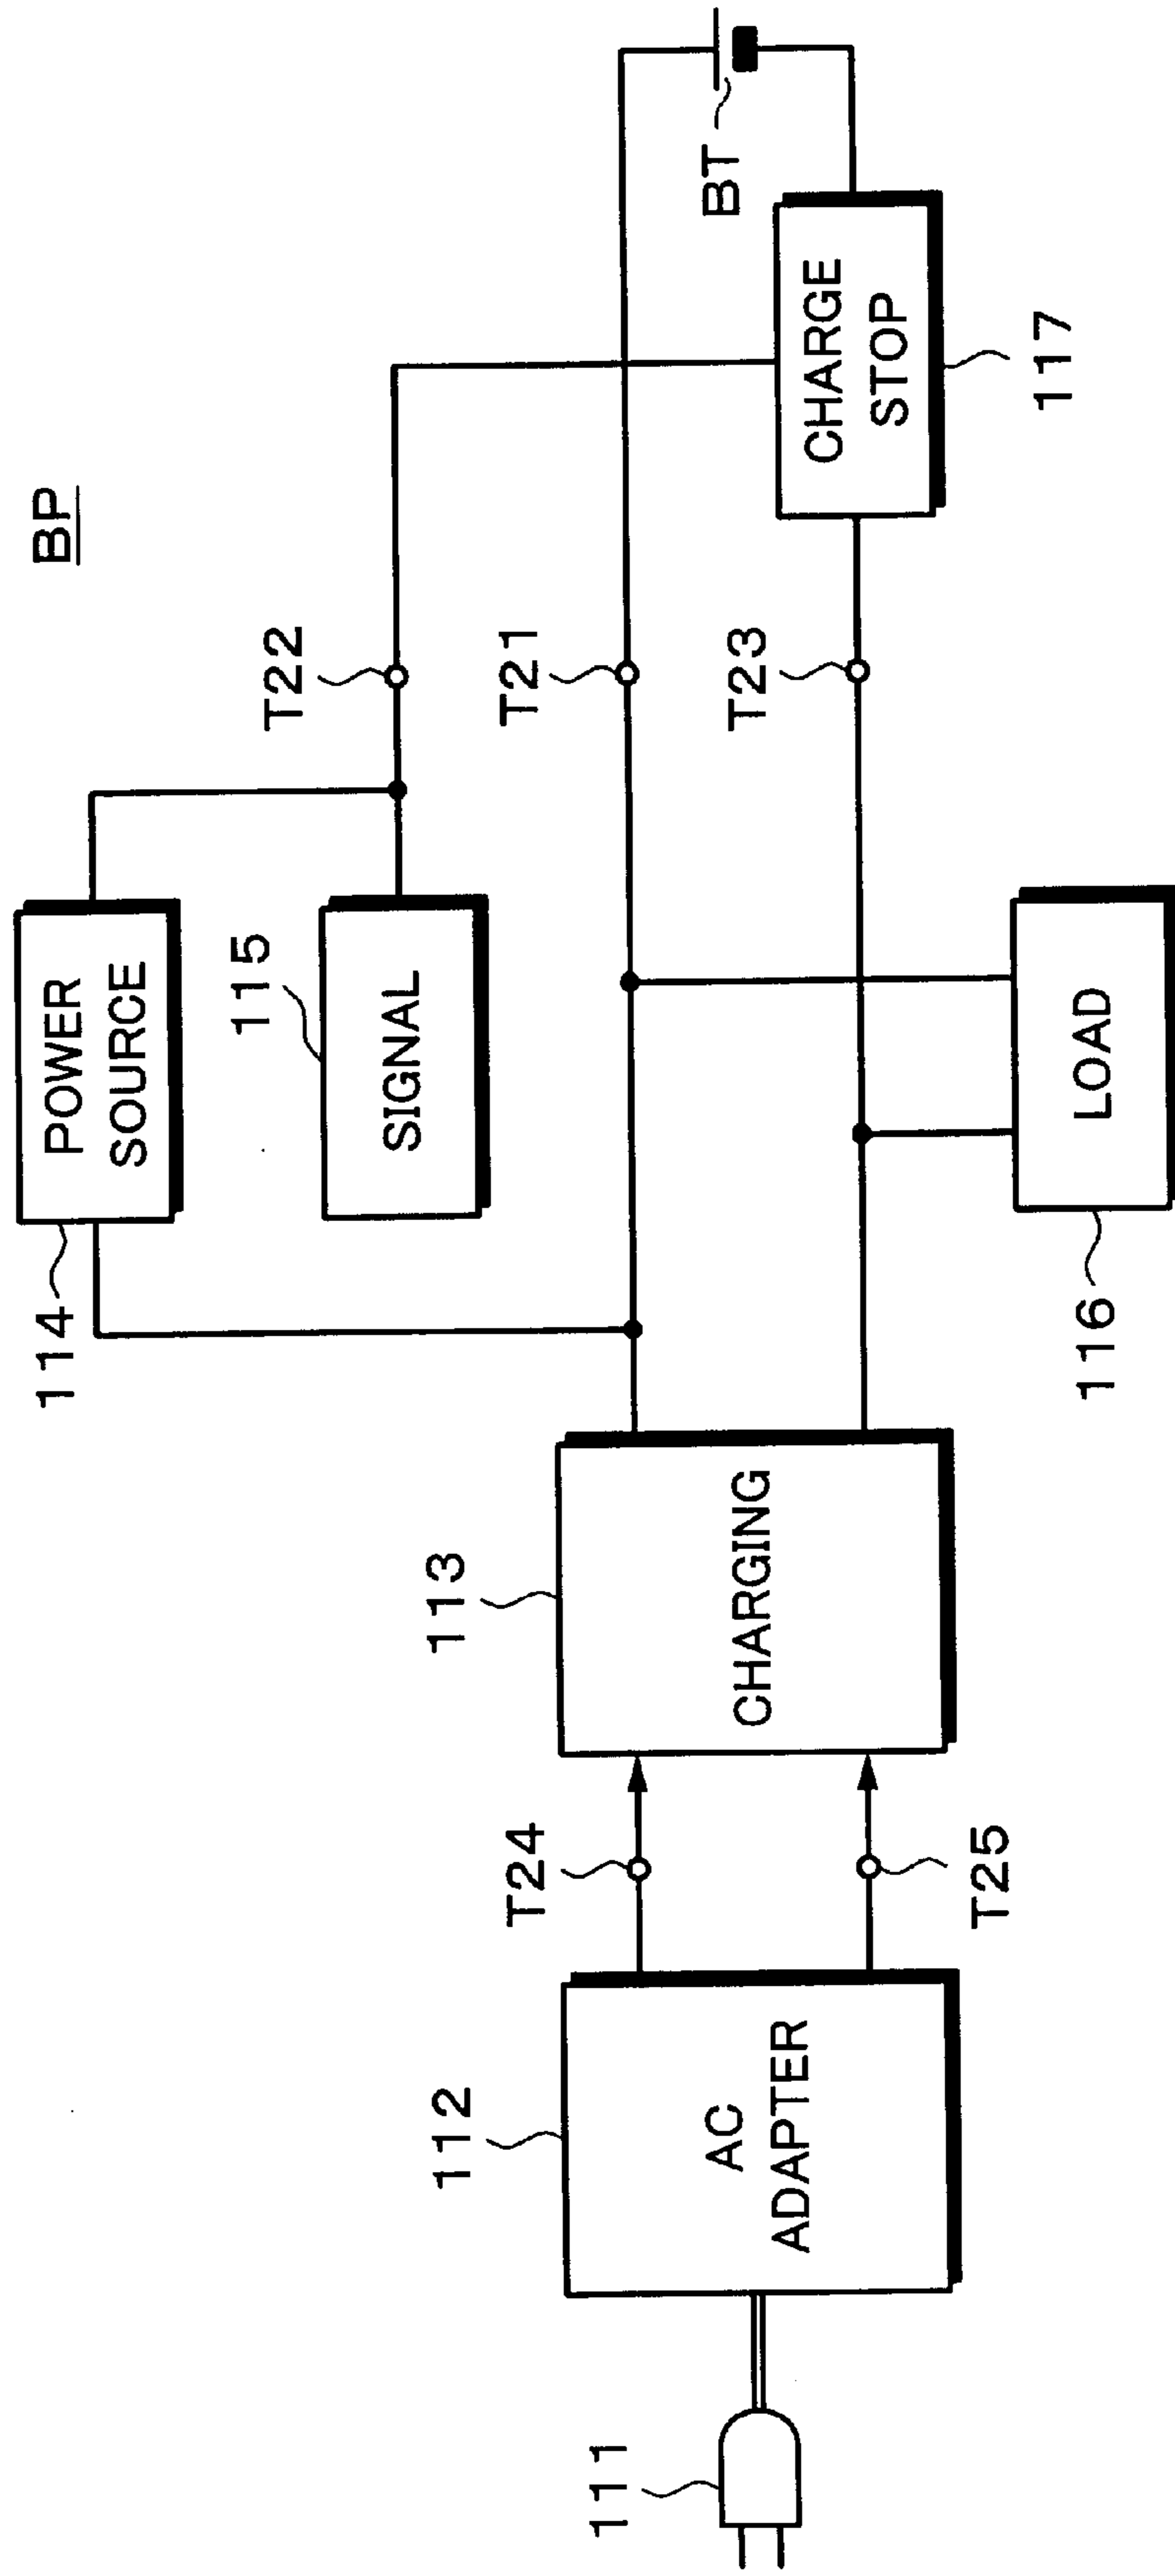 BP
114
POWER
SOURCE
115
SIGNAL
T22
T21
T23
BT
CHARGE
STOP
117
111
112
AC
ADAPTER
T24
T25
113
CHARGING
116
LOAD